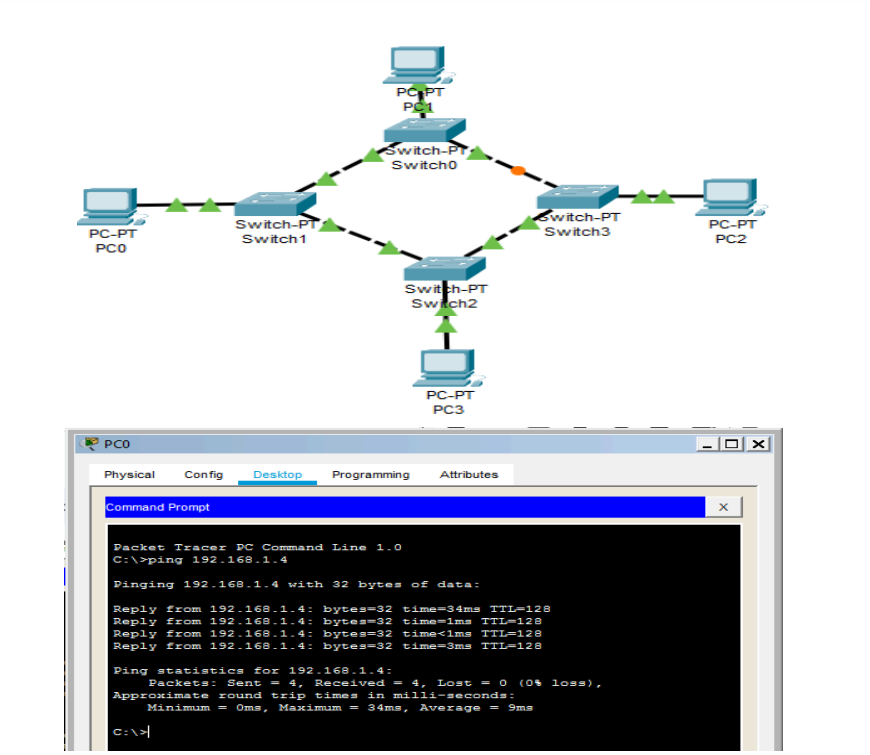 PC-PT
PC1
Switch-PT
Switch0
PC-PT
PC0
Switch-PT
Switch1
Switch-PT
Switch3
PC-PT
PC2
Switch-PT
Switch2
PC-PT
PC3
PC0
Physical Config Desktop Programming Attributes
Command Prompt X
Packet Tracer PC Command Line 1.0
C:\>ping 192.168.1.4
Pinging 192.168.1.4 with 32 bytes of data:
Reply from 192.168.1.4: bytes=32 time=34ms TTL=128
Reply from 192.168.1.4: bytes=32 time=1ms TTL=128
Reply from 192.168.1.4: bytes=32 time<1ms TTL=128
Reply from 192.168.1.4: bytes=32 time=3ms TTL=128
Ping statistics for 192.168.1.4:
Packets: Sent = 4, Received = 4, Lost = 0 (0% loss),
Approximate round trip times in milli-seconds:
Minimum = 0ms, Maximum = 34ms, Average = 9ms
C:\>